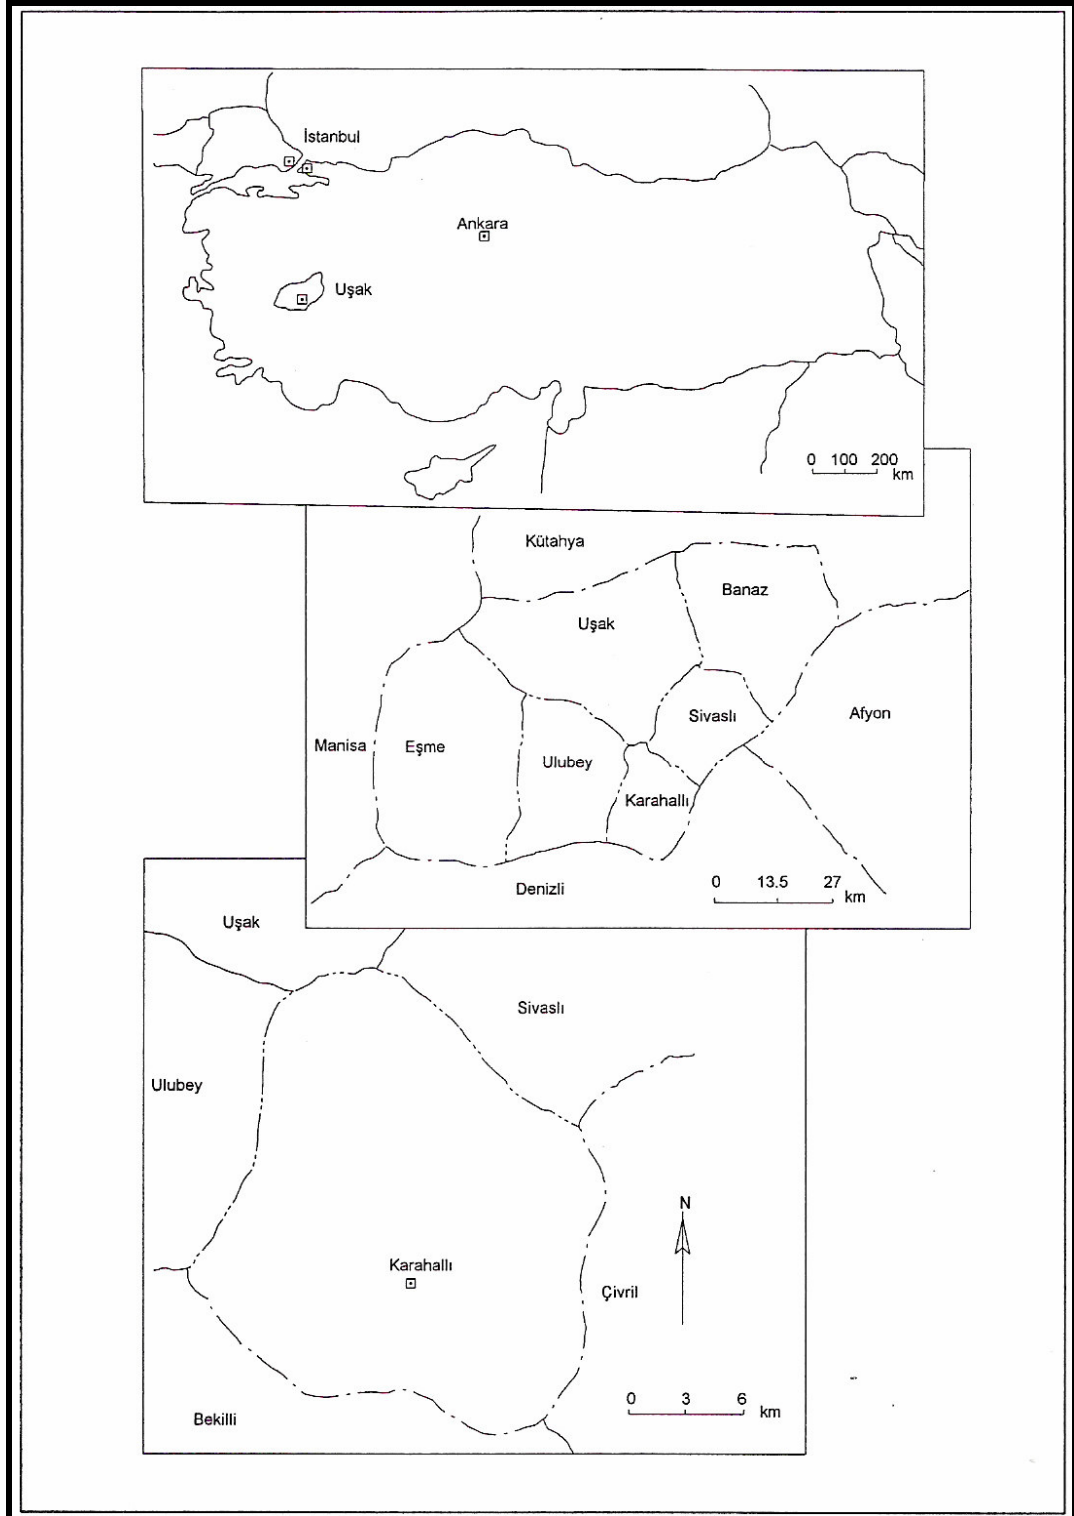 İstanbul
Ankara
Uşak
0 100 200
km
Kütahya
Banaz
Uşak
Sivaslı
Afyon
Manisa
Eşme
Ulubey
Karahallı
0 13.5 27
km
Denizli
Uşak
Sivaslı
Ulubey
N
Karahallı
Çivril
0 3 6
km
Bekilli